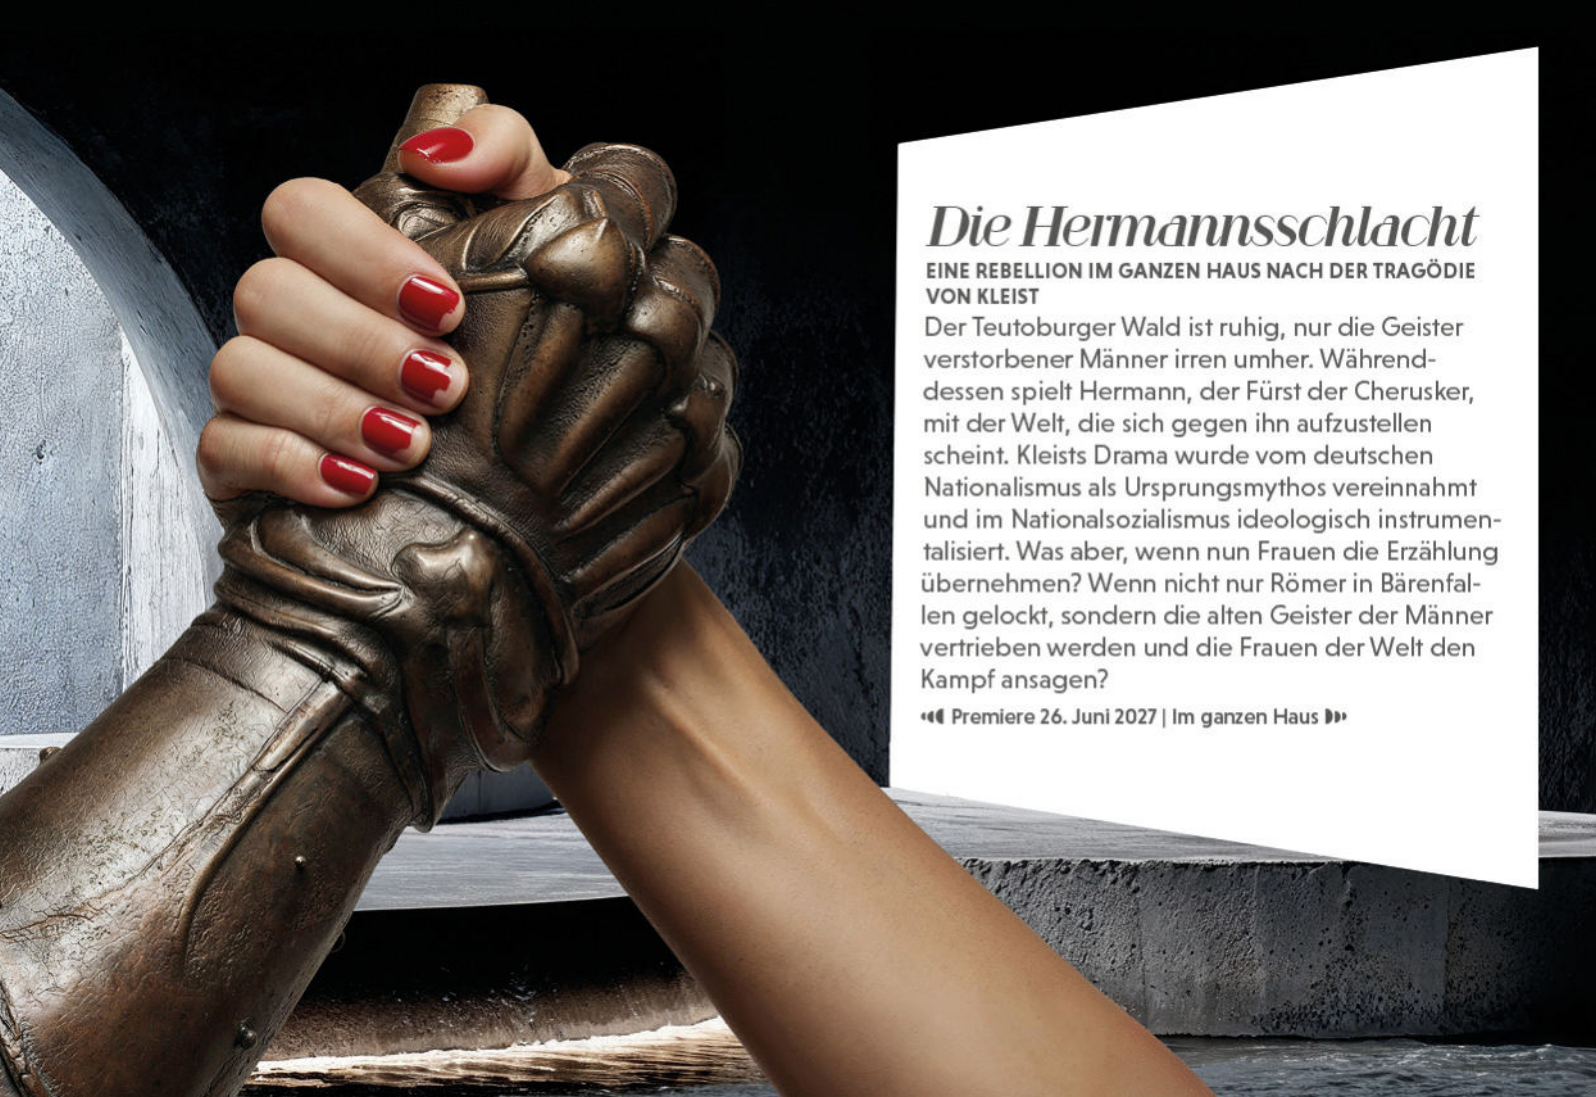 Die Hermannsschlacht
EINE REBELLION IM GANZEN HAUS NACH DER TRAGÖDIE
VON KLEIST
Der Teutoburger Wald ist ruhig, nur die Geister
verstorbener Männer irren umher. Während-
dessen spielt Hermann, der Fürst der Cherusker,
mit der Welt, die sich gegen ihn aufzustellen
scheint. Kleists Drama wurde vom deutschen
Nationalismus als Ursprungsmythos vereinnahmt
und im Nationalsozialismus ideologisch instrumen-
talisiert. Was aber, wenn nun Frauen die Erzählung
übernehmen? Wenn nicht nur Römer in Bärenfal-
len gelockt, sondern die alten Geister der Männer
vertrieben werden und die Frauen der Welt den
Kampf ansagen?
Premiere 26. Juni 2027 | Im ganzen Haus